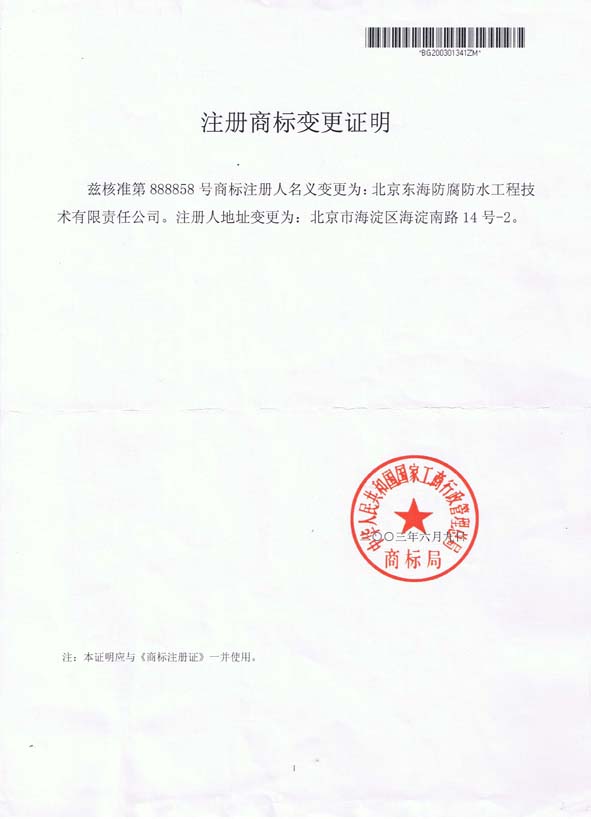 *BG200301341ZM*
注册商标变更证明
兹核准第 888858 号商标注册人名义变更为：北京东海防腐防水工程技
术有限责任公司。注册人地址变更为：北京市海淀区海淀南路 14 号-2。
中华人民共和国国家工商行政管理总局
〇〇三年六月九日
商标局
注：本证明应与《商标注册证》一并使用。
1